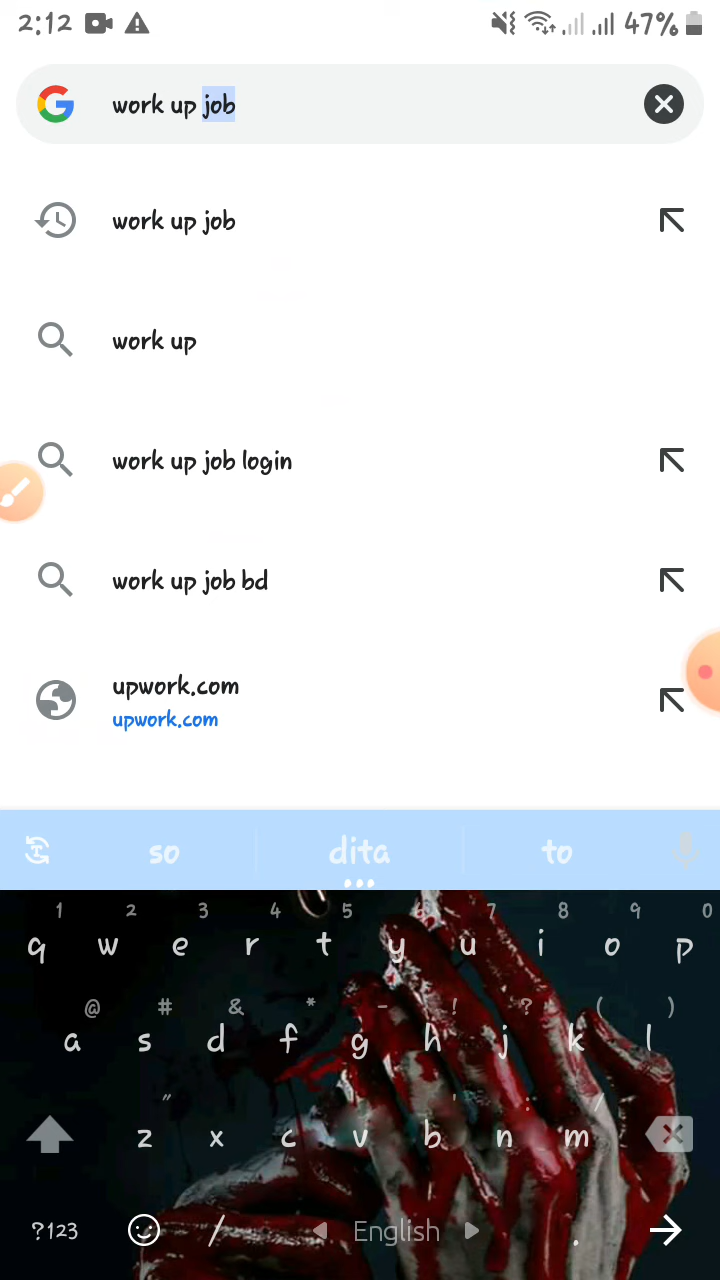 2:12 47%
work up job
work up job
work up
work up job login
work up job bd
upwork.com
upwork.com
so dita to
1 2 3 4 5 6 7 8 9 0
q w e r t y u i o p
@ # & * - ! ? ( )
a s d f g h j k l
" ' : /
z x c v b n m
?123 / English .